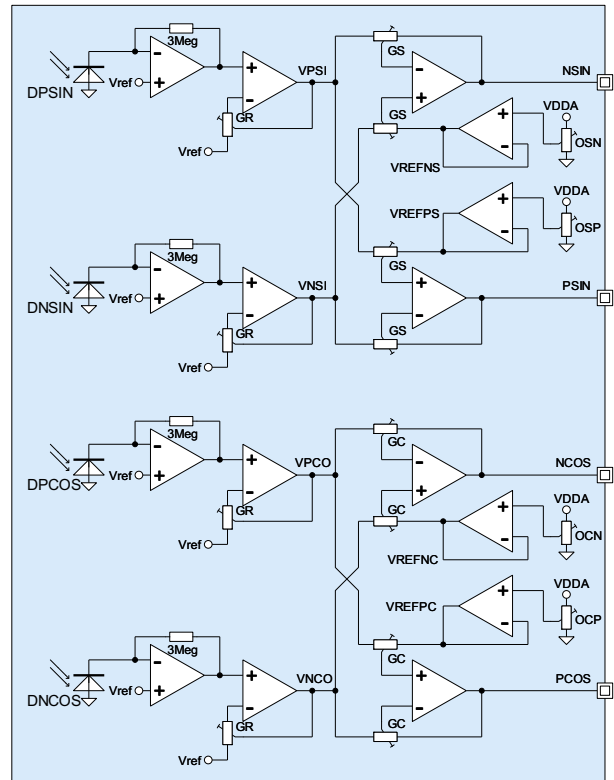 3Meg
DPSIN
Vref
GR
Vref
VPSI
GS
NSIN
GS
VDDA
OSN
VREFNS
VDDA
VREFPS
OSP
GS
3Meg
DNSIN
Vref
GR
Vref
VNSI
PSIN
GS
3Meg
DPCOS
Vref
GR
Vref
VPCO
GC
NCOS
GC
VDDA
OCN
VREFNC
VDDA
VREFPC
OCP
GC
3Meg
DNCOS
Vref
GR
Vref
VNCO
PCOS
GC